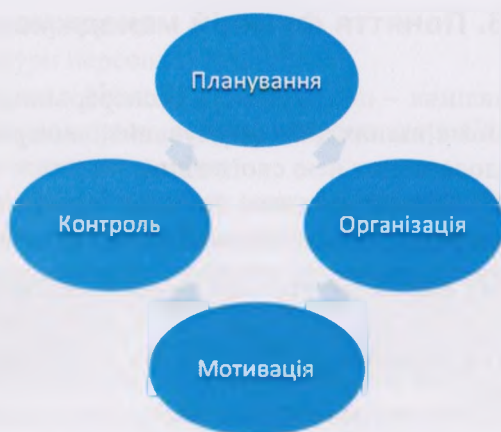 Планування
Контроль
Організація
Мотивація